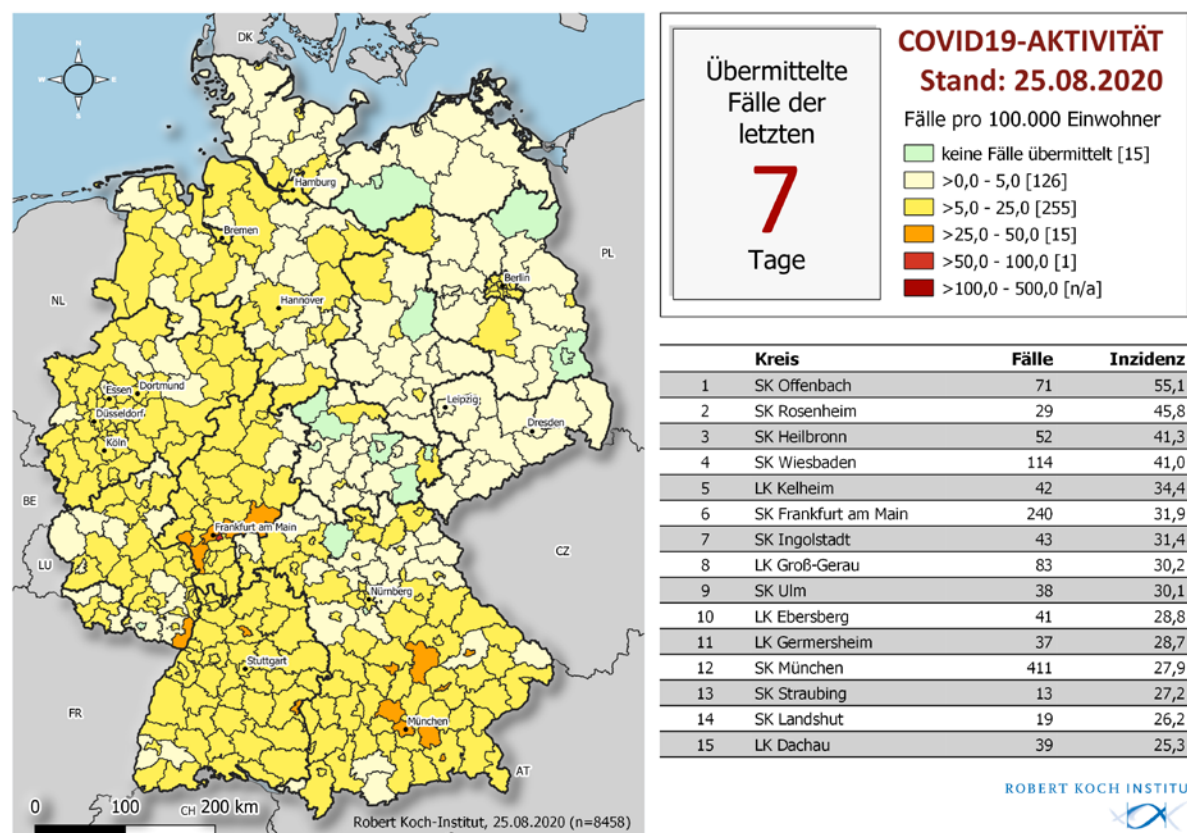 DK
N
W
E
S
Hamburg
Bremen
PL
Berlin
NL
Hannover
Essen
Dortmund
Düsseldorf
Leipzig
Dresden
Köln
BE
Frankfurt am Main
CZ
LU
Nürnberg
Stuttgart
FR
München
AT
0 100 CH 200 km
Robert Koch-Institut, 25.08.2020 (n=8458)
Übermittelte
Fälle der
letzten
7
Tage
COVID19-AKTIVITÄT
Stand: 25.08.2020
Fälle pro 100.000 Einwohner
keine Fälle übermittelt [15]
>0,0 - 5,0 [126]
>5,0 - 25,0 [255]
>25,0 - 50,0 [15]
>50,0 - 100,0 [1]
>100,0 - 500,0 [n/a]
Kreis Fälle Inzidenz
1 SK Offenbach 71 55,1
2 SK Rosenheim 29 45,8
3 SK Heilbronn 52 41,3
4 SK Wiesbaden 114 41,0
5 LK Kelheim 42 34,4
6 SK Frankfurt am Main 240 31,9
7 SK Ingolstadt 43 31,4
8 LK Groß-Gerau 83 30,2
9 SK Ulm 38 30,1
10 LK Ebersberg 41 28,8
11 LK Germersheim 37 28,7
12 SK München 411 27,9
13 SK Straubing 13 27,2
14 SK Landshut 19 26,2
15 LK Dachau 39 25,3
ROBERT KOCH INSTITU